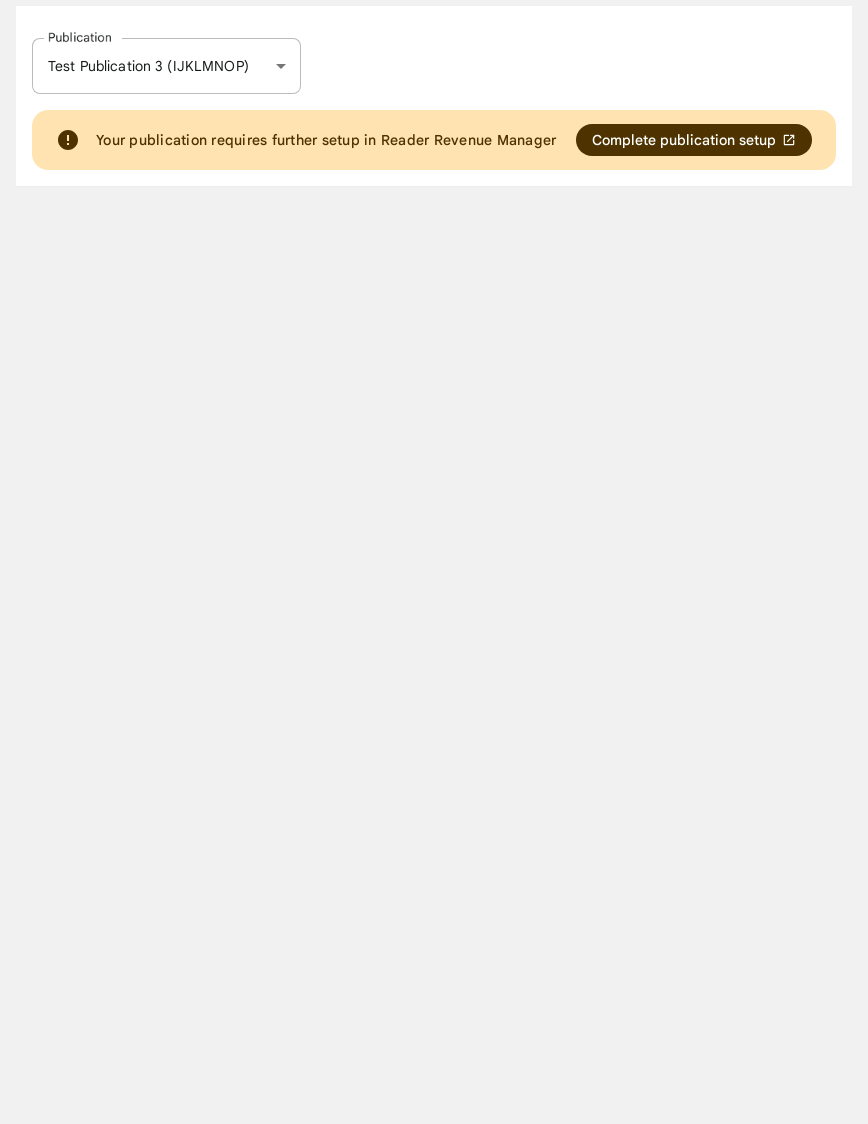 Publication
Test Publication 3 (IJKLMNOP)
Your publication requires further setup in Reader Revenue Manager
Complete publication setup